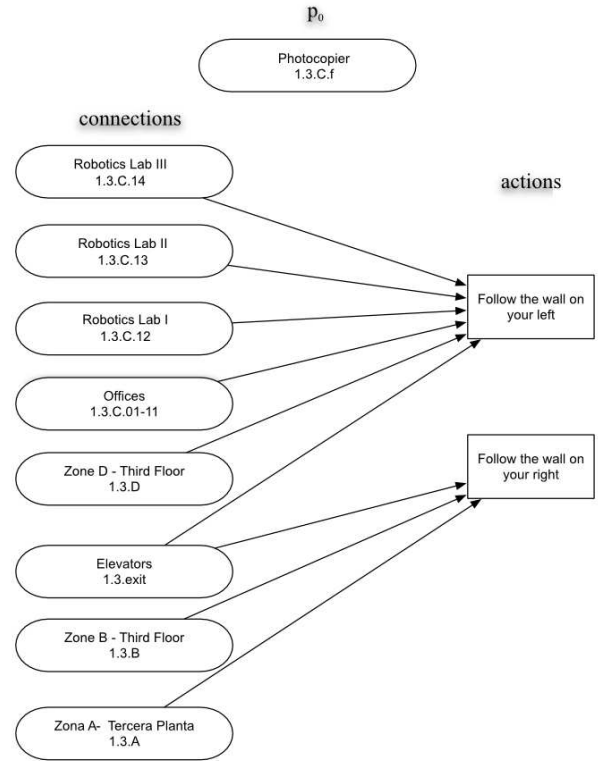 p₀
Photocopier
1.3.C.f
connections
Robotics Lab III
1.3.C.14
actions
Robotics Lab II
1.3.C.13
Follow the wall on
your left
Robotics Lab I
1.3.C.12
Offices
1.3.C.01-11
Zone D - Third Floor
1.3.D
Follow the wall on
your right
Elevators
1.3.exit
Zone B - Third Floor
1.3.B
Zona A-  Tercera Planta
1.3.A